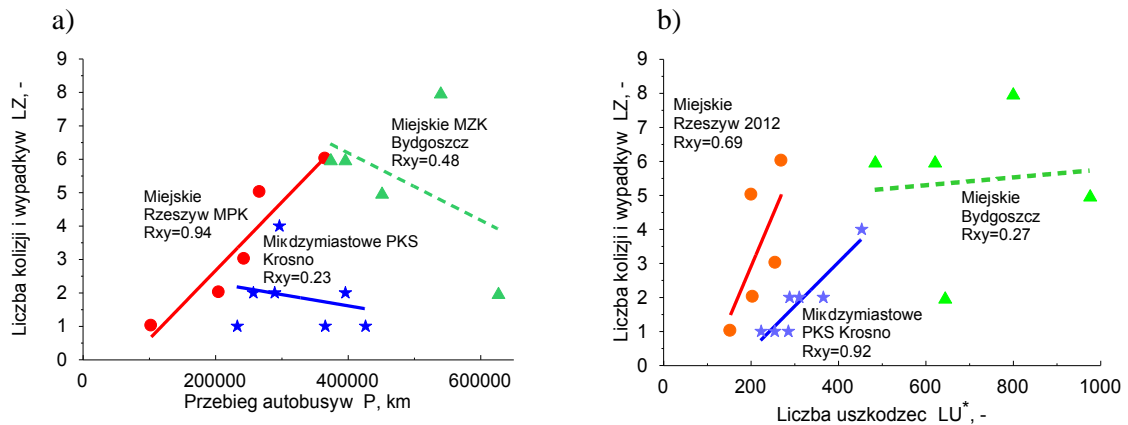 a)
Liczba kolizji i wypadkyw LZ, -
9
8
7
6
5
4
3
2
1
0
Miejskie MZK
Bydgoszcz
Rxy=0.48
Miejskie
Rzeszyw MPK
Rxy=0.94
Miкdzymiastowe PKS
Krosno
Rxy=0.23
0 200000 400000 600000
Przebieg autobusyw P, km
b)
Liczba kolizji i wypadkyw LZ, -
9
8
7
6
5
4
3
2
1
0
Miejskie
Rzeszyw 2012
Rxy=0.69
Miejskie
Bydgoszcz
Rxy=0.27
Miкdzymiastowe
PKS Krosno
Rxy=0.92
0 200 400 600 800 1000
Liczba uszkodzec LU*, -